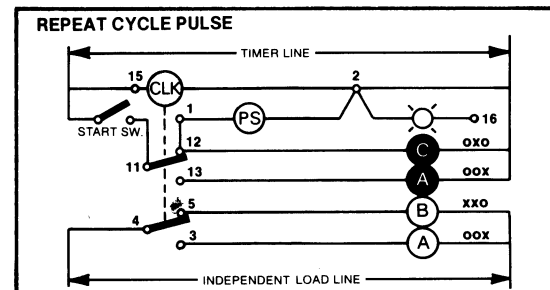 REPEAT CYCLE PULSE
TIMER LINE
15 CLK 2
1 PS 16
START SW.
12 C OXO
11
13 A OOX
5 B XXO
4
3 A OOX
INDEPENDENT LOAD LINE